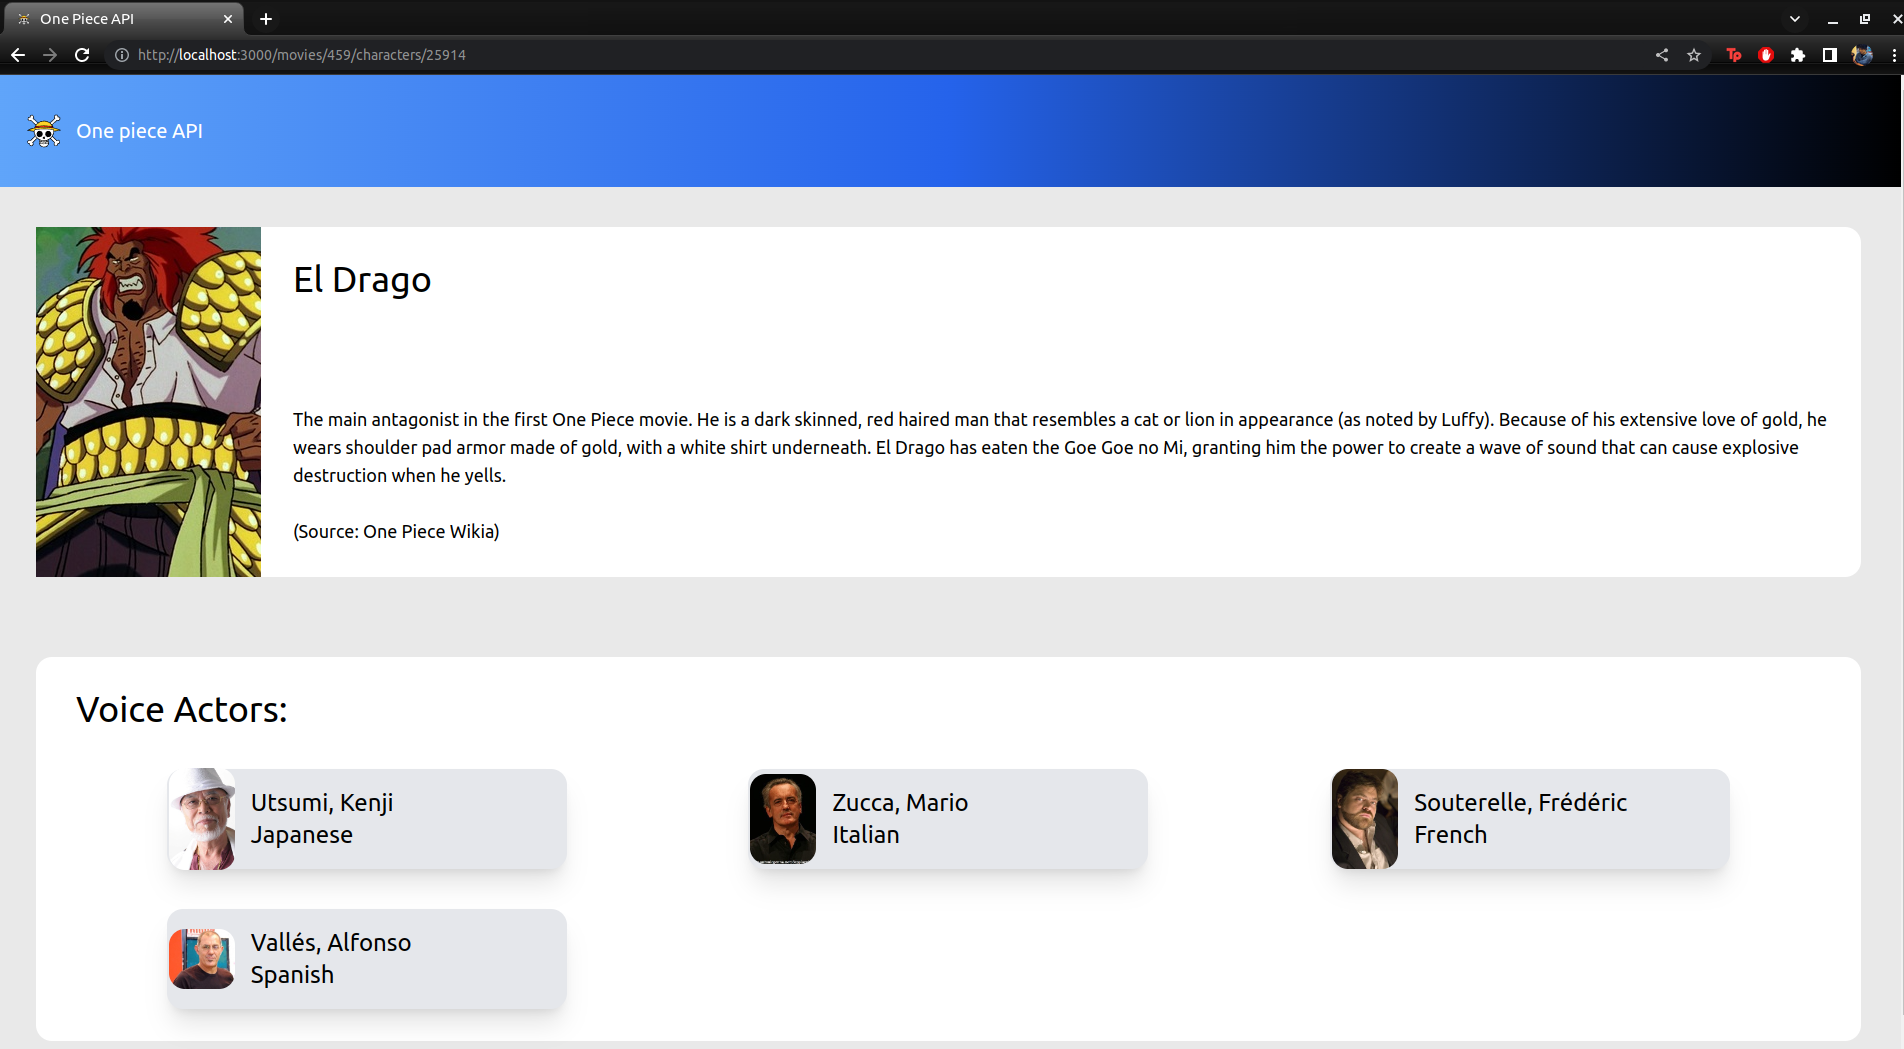 One Piece API
http://localhost:3000/movies/459/characters/25914
Tp
One piece API
El Drago
The main antagonist in the first One Piece movie. He is a dark skinned, red haired man that resembles a cat or lion in appearance (as noted by Luffy). Because of his extensive love of gold, he
wears shoulder pad armor made of gold, with a white shirt underneath. El Drago has eaten the Goe Goe no Mi, granting him the power to create a wave of sound that can cause explosive
destruction when he yells.
(Source: One Piece Wikia)
Voice Actors:
Utsumi, Kenji
Japanese
Zucca, Mario
Italian
Souterelle, Frédéric
French
Vallés, Alfonso
Spanish